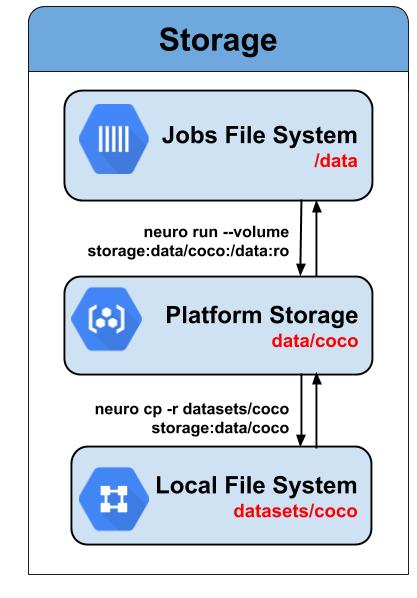 Storage
Jobs File System
/data
neuro run --volume
storage:data/coco:/data:ro
Platform Storage
data/coco
neuro cp -r datasets/coco
storage:data/coco
Local File System
datasets/coco